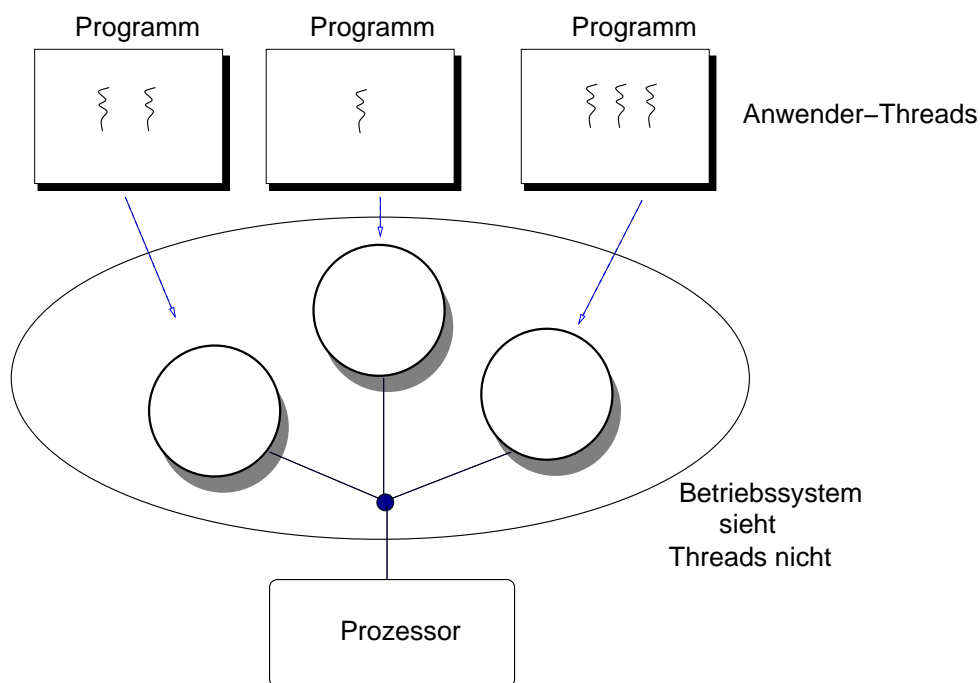 Programm
Programm
Programm
Anwender–Threads
Betriebssystem
sieht
Threads nicht
Prozessor